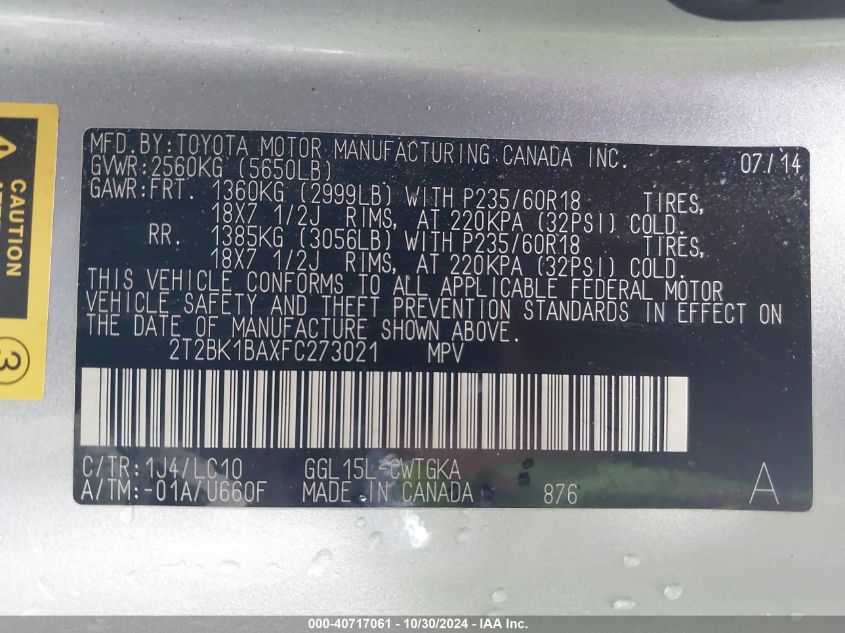 MFD.BY:TOYOTA MOTOR MANUFACTURING CANADA INC. 07/14
GVWR:2560KG (5650LB)
GAWR:FRT. 1360KG (2999LB) WITH P235/60R18 TIRES,
18X7 1/2J RIMS, AT 220KPA (32PSI) COLD.
RR. 1385KG (3056LB) WITH P235/60R18 TIRES,
18X7 1/2J RIMS, AT 220KPA (32PSI) COLD.
THIS VEHICLE CONFORMS TO ALL APPLICABLE FEDERAL MOTOR
VEHICLE SAFETY AND THEFT PREVENTION STANDARDS IN EFFECT ON
THE DATE OF MANUFACTURE SHOWN ABOVE.
2T2BK1BAXFC273021 MPV
C/TR:1J4/LC10 GGL15L-CWTGKA
A/TM:-01A/U660F MADE IN CANADA 876 A
CAUTION
3
000-40717061 - 10/30/2024 - IAA Inc.